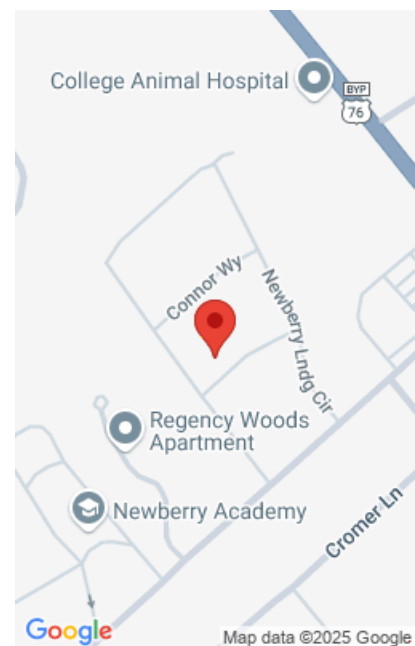 College Animal Hospital
BYP
76
Connor Wy
Newberry Lndg Cir
Regency Woods
Apartment
Newberry Academy
Cromer Ln
Google
Map data ©2025 Google